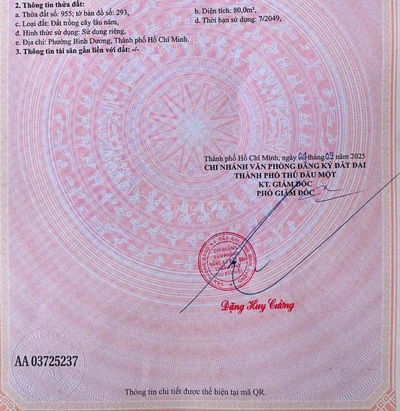 2. Thông tin thửa đất:
a. Thửa đất số: 955; tờ bản đồ số: 293, b. Diện tích: 80,0m²,
c. Loại đất: Đất trồng cây lâu năm, d. Thời hạn sử dụng: 7/2049,
đ. Hình thức sử dụng: Sử dụng riêng,
e. Địa chỉ: Phường Bình Dương, Thành phố Hồ Chí Minh.
3. Thông tin tài sản gắn liền với đất: -/-
Thành phố Hồ Chí Minh, ngày tháng 09 năm 2025
CHI NHÁNH VĂN PHÒNG ĐĂNG KÝ ĐẤT ĐAI
THÀNH PHỐ THỦ DẦU MỘT
KT. GIÁM ĐỐC
PHÓ GIÁM ĐỐC
CHI NHÁNH
Đặng Huy Cường
AA 03725237
Thông tin chi tiết được thể hiện tại mã QR.